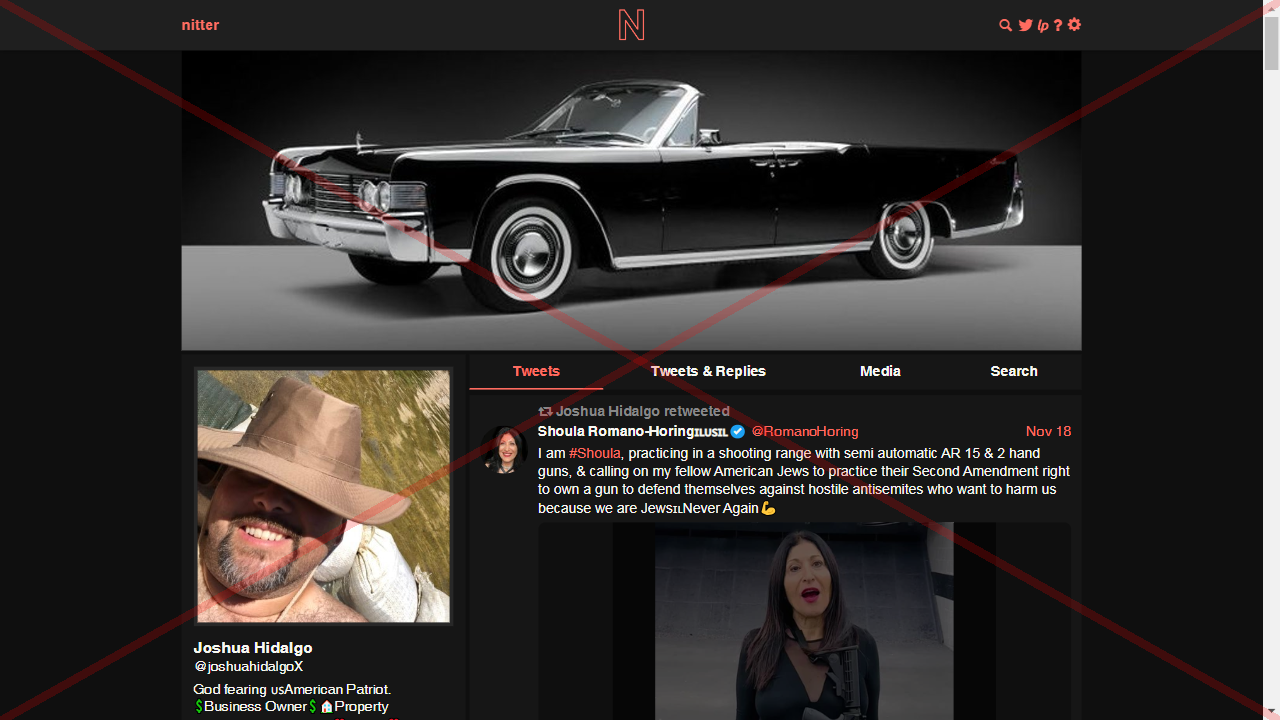 nitter
N
lp ?
Tweets
Tweets & Replies
Media
Search
Joshua Hidalgo retweeted
Shoula Romano-HoringILUSIL @RomanoHoring
Nov 18
I am #Shoula, practicing in a shooting range with semi automatic AR 15 & 2 hand
guns, & calling on my fellow American Jews to practice their Second Amendment right
to own a gun to defend themselves against hostile antisemites who want to harm us
because we are JewsILNever Again💪
Joshua Hidalgo
@joshuahidalgoX
God fearing USAmerican Patriot.
💲Business Owner💲🏠Property